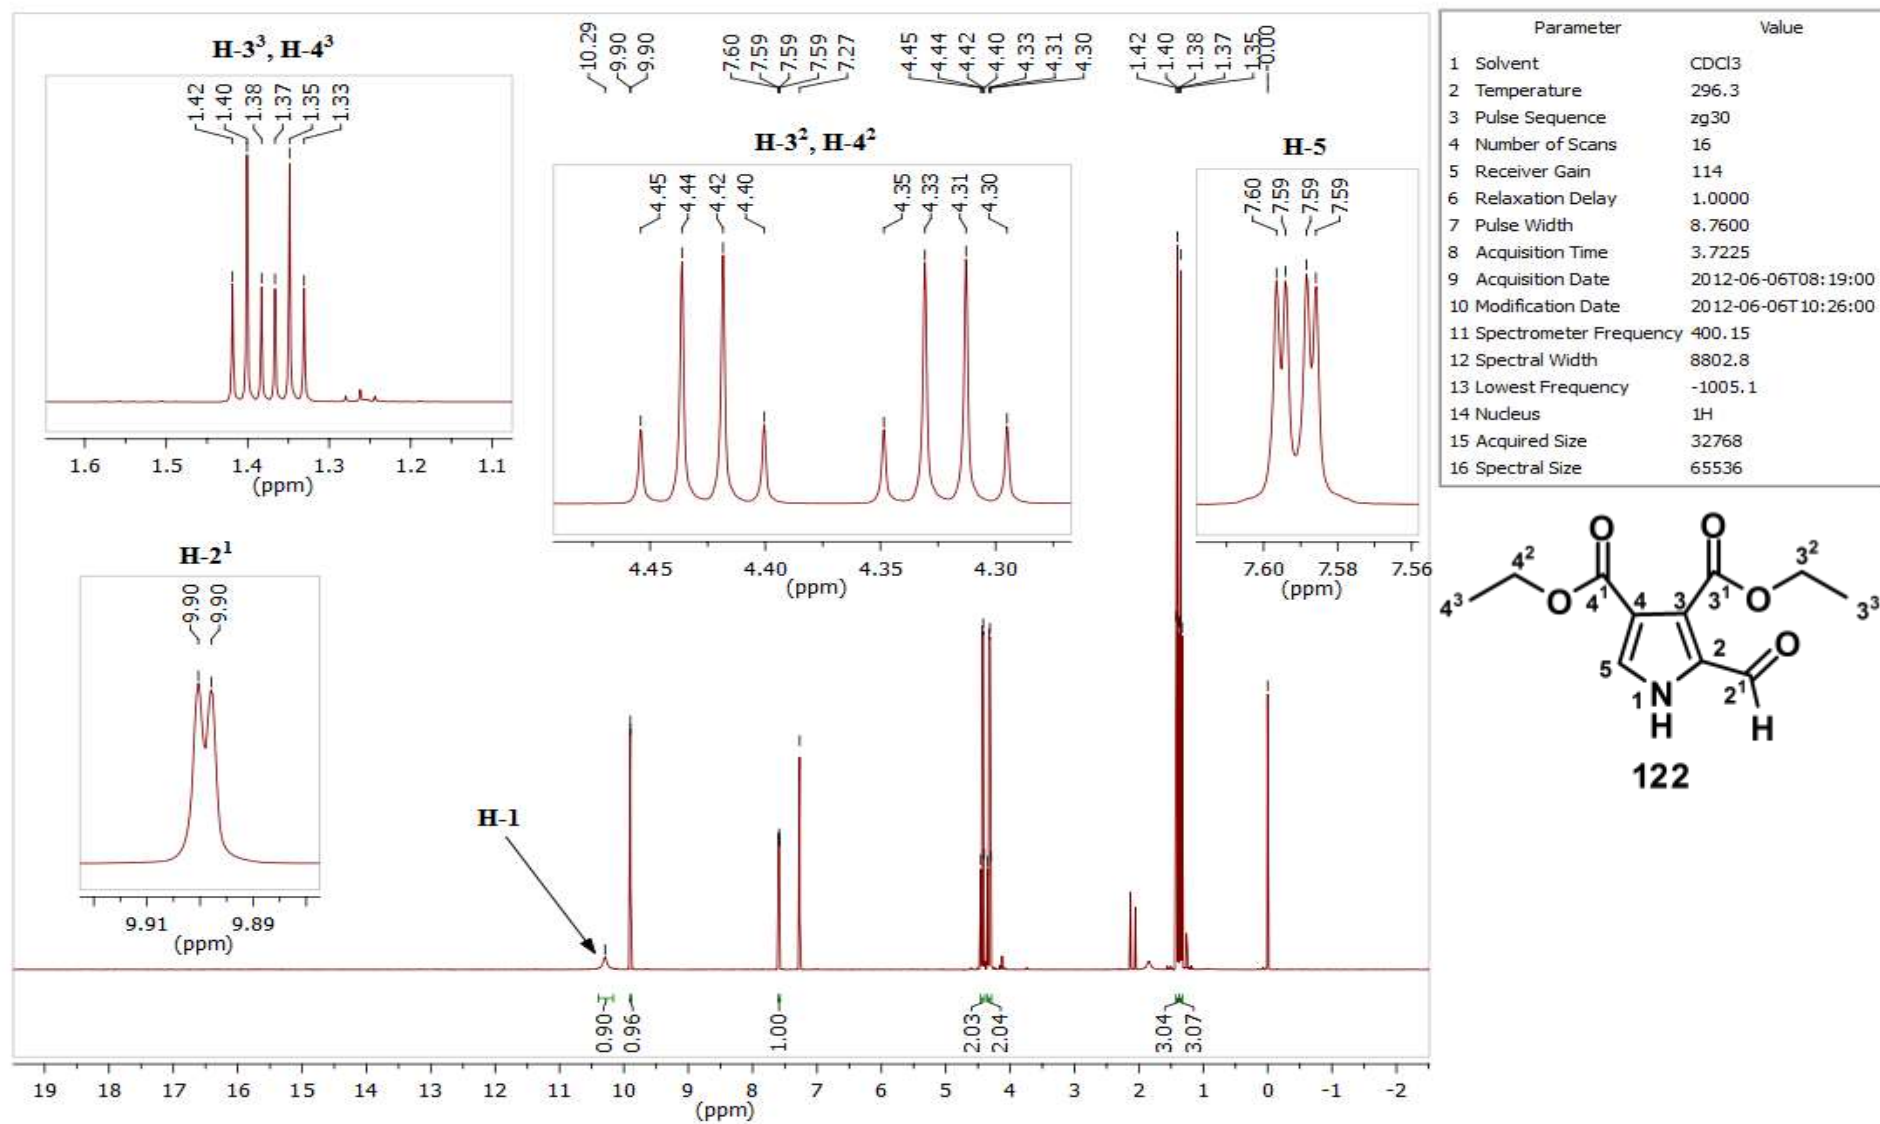 H-3³, H-4³
1.42 1.40 1.38 1.37 1.35 1.33
1.6 1.5 1.4 1.3 1.2 1.1
(ppm)
10.29 9.90 9.90 7.60 7.59 7.59 7.59 7.27 4.45 4.44 4.42 4.40 4.33 4.31 4.30 1.42 1.40 1.38 1.37 1.35 -0.00
H-3², H-4²
4.45 4.44 4.42 4.40 4.35 4.33 4.31 4.30
4.45 4.40 4.35 4.30
(ppm)
H-5
7.60 7.59 7.59 7.59
7.60 7.58 7.56
(ppm)
H-2¹
9.90 9.90
9.91 9.89
(ppm)
H-1
0.90 0.96 1.00 2.03 2.04 3.04 3.07
19 18 17 16 15 14 13 12 11 10 9 8 7 6 5 4 3 2 1 0 -1 -2
(ppm)
Parameter Value
1 Solvent CDCl3
2 Temperature 296.3
3 Pulse Sequence zg30
4 Number of Scans 16
5 Receiver Gain 114
6 Relaxation Delay 1.0000
7 Pulse Width 8.7600
8 Acquisition Time 3.7225
9 Acquisition Date 2012-06-06T08:19:00
10 Modification Date 2012-06-06T10:26:00
11 Spectrometer Frequency 400.15
12 Spectral Width 8802.8
13 Lowest Frequency -1005.1
14 Nucleus 1H
15 Acquired Size 32768
16 Spectral Size 65536
O O
4² 3²
4³ O 4¹ 3¹ O 3³
4 3
5 2 O
1 N 2¹
H H
122